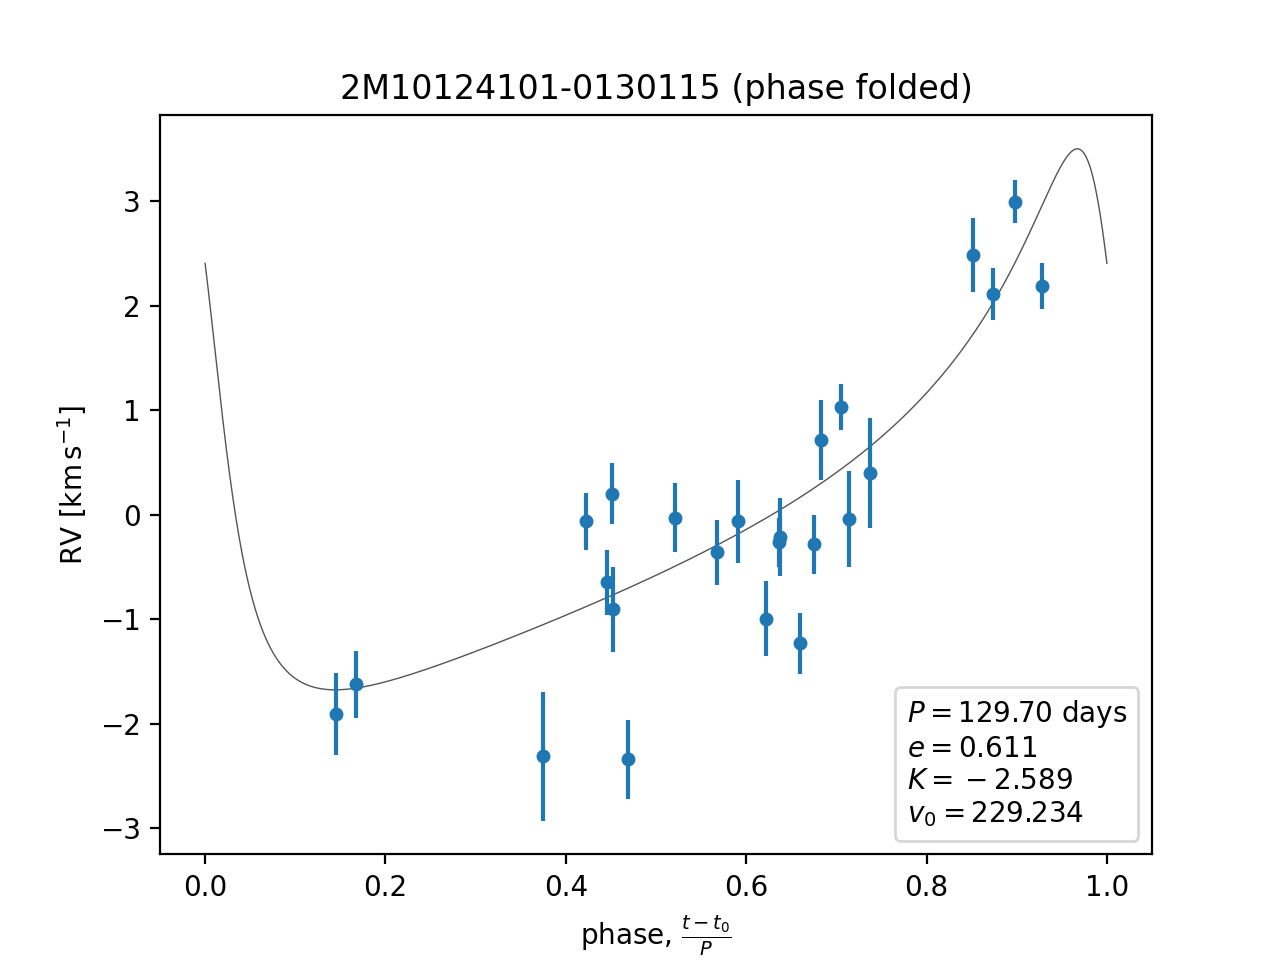 2M10124101-0130115 (phase folded)
3
2
1
0
−1
−2
−3
RV [km s⁻¹]
P = 129.70 days
e = 0.611
K = −2.589
v₀ = 229.234
0.0 0.2 0.4 0.6 0.8 1.0
phase, (t − t₀)/P